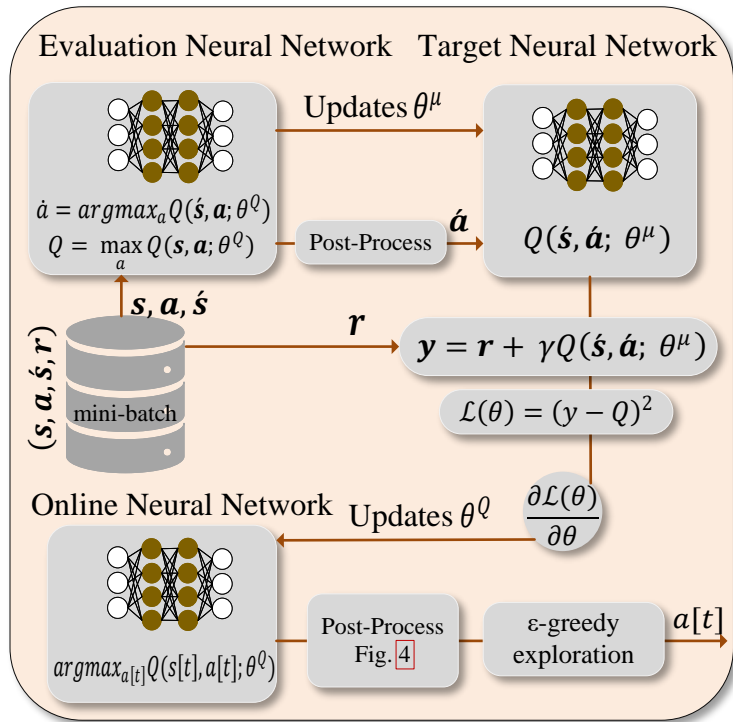 Evaluation Neural Network
Target Neural Network
Updates θ^μ
ȧ = argmax_a Q(ś, a; θ^Q)
Q = max_a Q(s, a; θ^Q)
Post-Process
á
Q(ś, á; θ^μ)
s, a, ś
(s, a, ś, r)
mini-batch
r
y = r + γQ(ś, á; θ^μ)
ℒ(θ) = (y − Q)²
∂ℒ(θ)
∂θ
Online Neural Network
Updates θ^Q
argmax_a[t] Q(s[t], a[t]; θ^Q)
Post-Process
Fig. 4
ε-greedy
exploration
a[t]